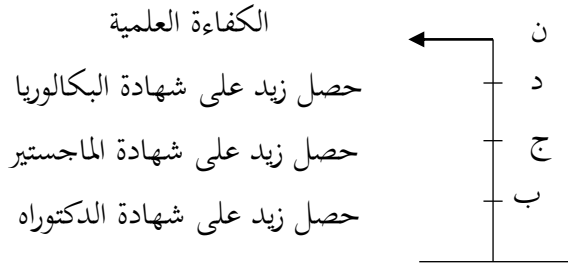 ن
الكفاءة العلمية
د
حصل زيد على شهادة البكالوريا
ج
حصل زيد على شهادة الماجستير
ب
حصل زيد على شهادة الدكتوراه